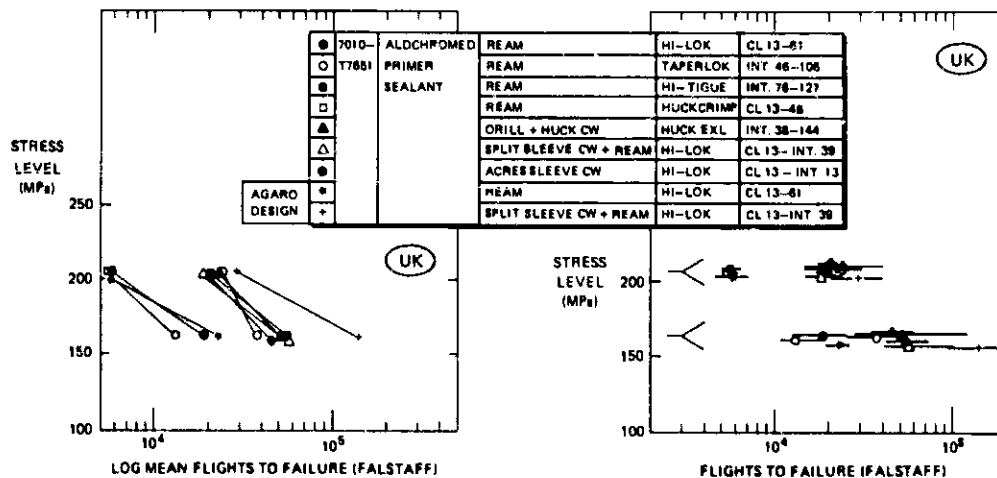 7010– ALDCHROMED REAM HI–LOK CL 13–61
T7651 PRIMER REAM TAPERLOK INT. 46–106
SEALANT REAM HI–TIGUE INT. 76–127
REAM HUCKCRIMP CL 13–48
DRILL + HUCK CW HUCK EXL INT. 38–144
SPLIT SLEEVE CW + REAM HI–LOK CL 13–INT. 39
ACRES SLEEVE CW HI–LOK CL 13–INT 13
AGARD REAM HI–LOK CL 13–61
DESIGN SPLIT SLEEVE CW + REAM HI–LOK CL 13–INT 39
UK
STRESS
LEVEL
(MPa)
250
200
150
100
10⁴
10⁵
UK
LOG MEAN FLIGHTS TO FAILURE (FALSTAFF)
STRESS
LEVEL
(MPa)
200
150
100
10⁴
10⁵
FLIGHTS TO FAILURE (FALSTAFF)